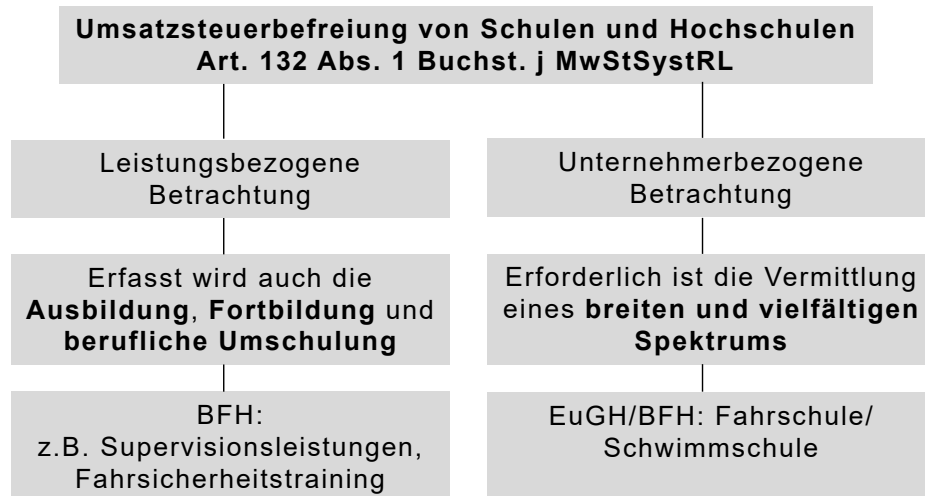 Umsatzsteuerbefreiung von Schulen und Hochschulen
Art. 132 Abs. 1 Buchst. j MwStSystRL
Leistungsbezogene
Betrachtung
Erfasst wird auch die
Ausbildung, Fortbildung und
berufliche Umschulung
BFH:
z.B. Supervisionsleistungen,
Fahrsicherheitstraining
Unternehmerbezogene
Betrachtung
Erforderlich ist die Vermittlung
eines breiten und vielfältigen
Spektrums
EuGH/BFH: Fahrschule/
Schwimmschule